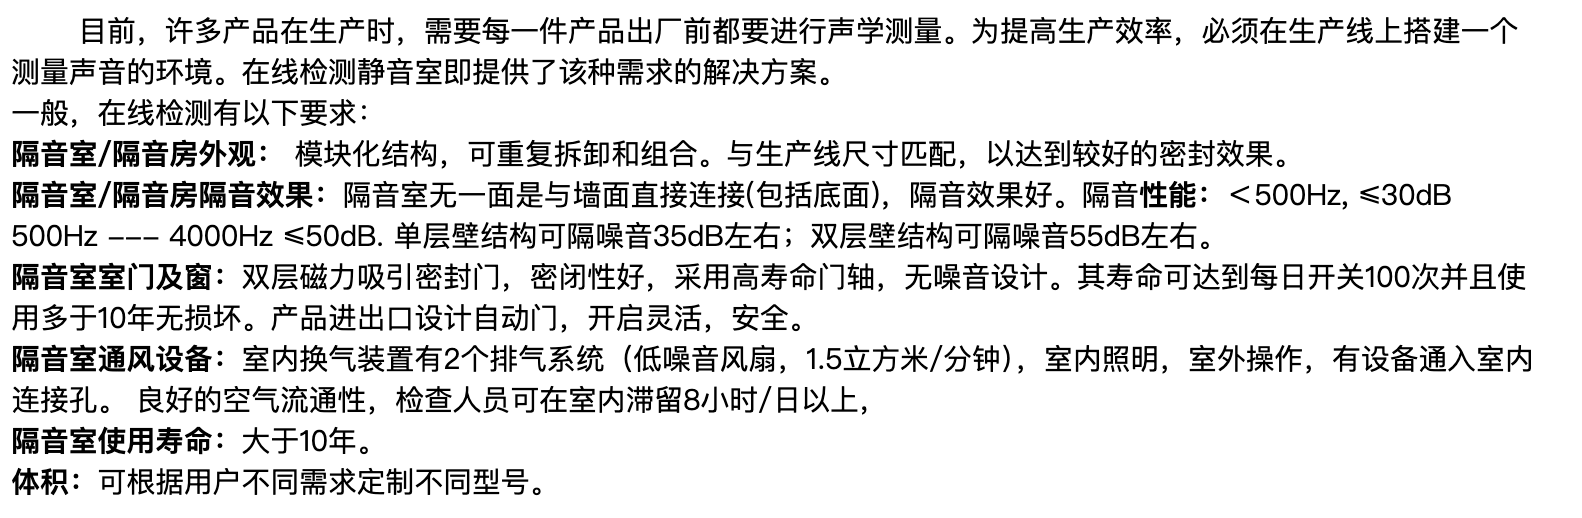 目前，许多产品在生产时，需要每一件产品出厂前都要进行声学测量。为提高生产效率，必须在生产线上搭建一个
测量声音的环境。在线检测静音室即提供了该种需求的解决方案。
一般，在线检测有以下要求：
隔音室/隔音房外观： 模块化结构，可重复拆卸和组合。与生产线尺寸匹配，以达到较好的密封效果。
隔音室/隔音房隔音效果：隔音室无一面是与墙面直接连接(包括底面)，隔音效果好。隔音性能：＜500Hz, ≤30dB
500Hz --- 4000Hz ≤50dB. 单层壁结构可隔噪音35dB左右；双层壁结构可隔噪音55dB左右。
隔音室室门及窗：双层磁力吸引密封门，密闭性好，采用高寿命门轴，无噪音设计。其寿命可达到每日开关100次并且使
用多于10年无损坏。产品进出口设计自动门，开启灵活，安全。
隔音室通风设备：室内换气装置有2个排气系统（低噪音风扇，1.5立方米/分钟），室内照明，室外操作，有设备通入室内
连接孔。 良好的空气流通性，检查人员可在室内滞留8小时/日以上，
隔音室使用寿命：大于10年。
体积：可根据用户不同需求定制不同型号。